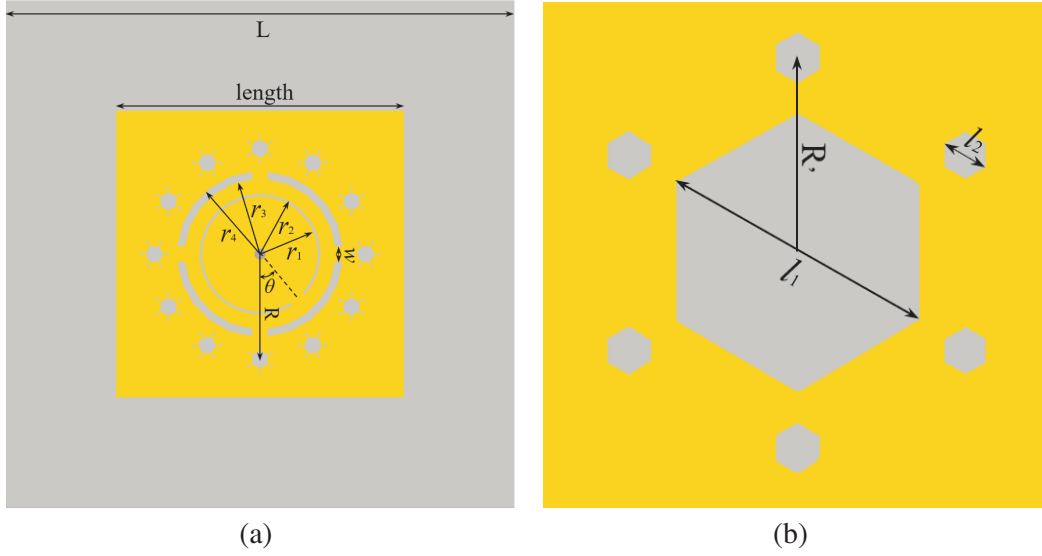 L
length
r₃
r₄
r₂
r₁
w
θ
R
(a)
R,
l₂
l₁
(b)